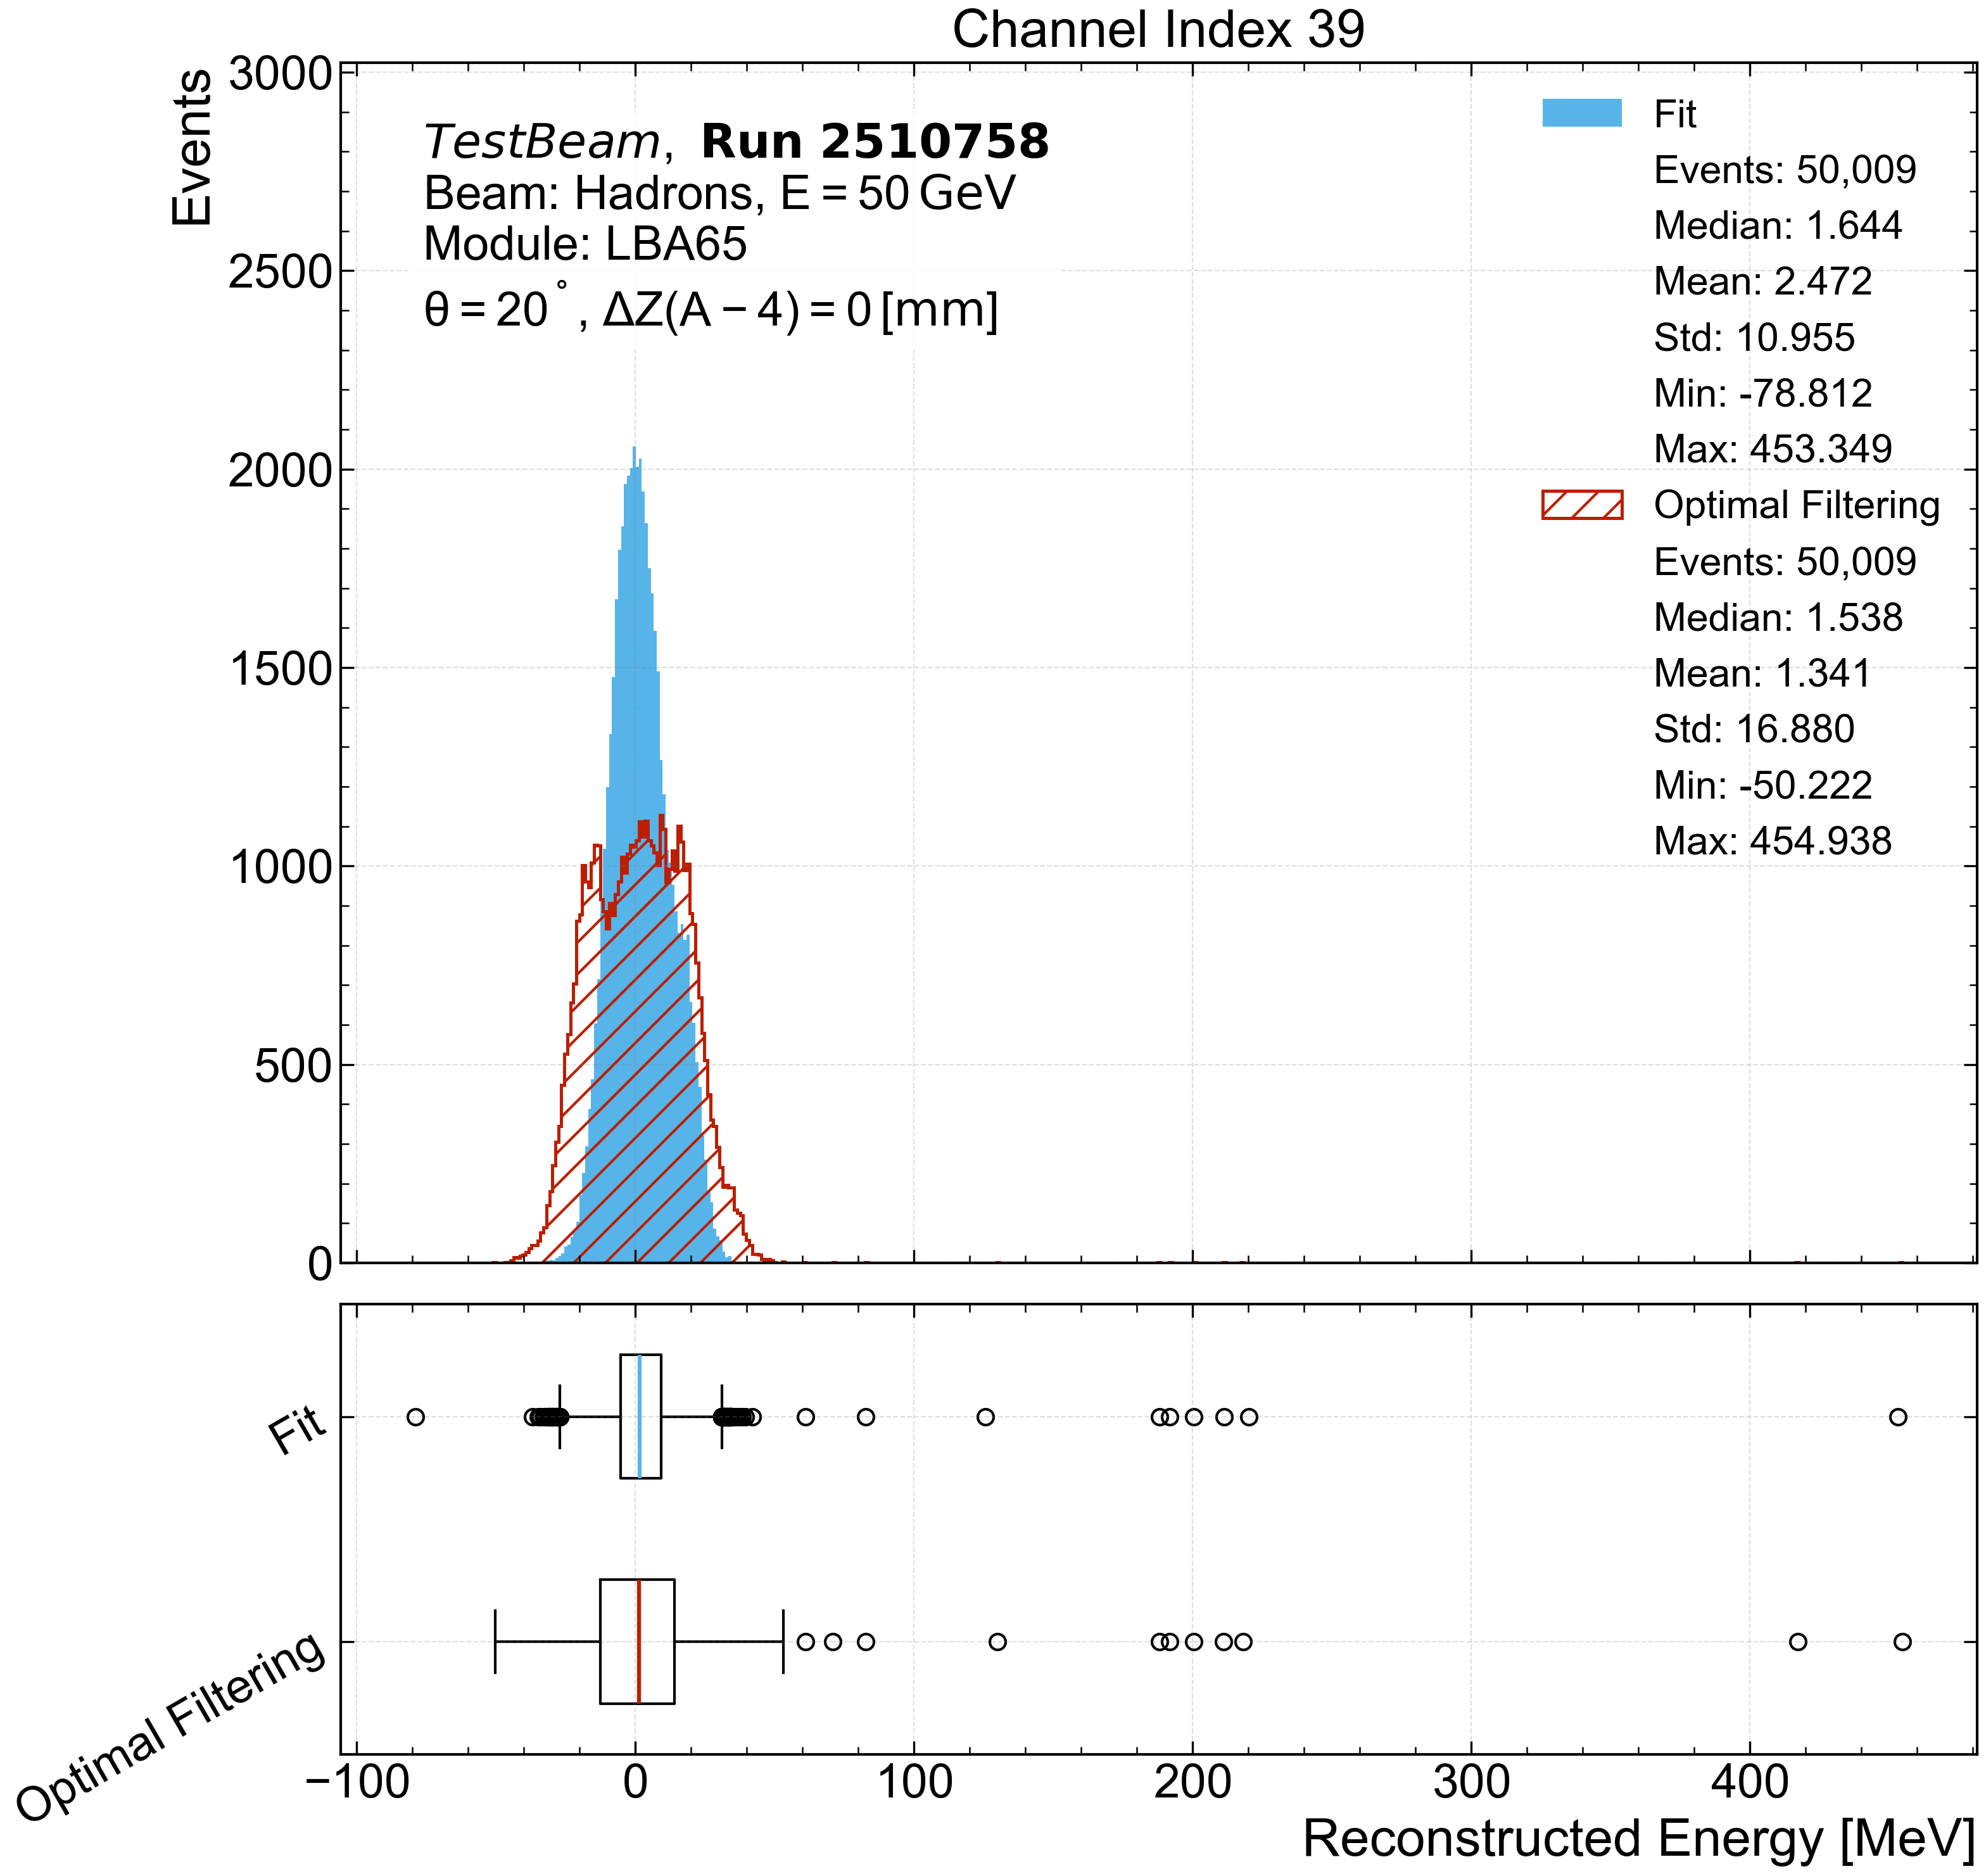 Channel Index 39
Events
3000
2500
2000
1500
1000
500
0
TestBeam, Run 2510758
Beam: Hadrons, E = 50 GeV
Module: LBA65
θ = 20°, ΔZ(A − 4) = 0 [mm]
Fit
Events: 50,009
Median: 1.644
Mean: 2.472
Std: 10.955
Min: -78.812
Max: 453.349
Optimal Filtering
Events: 50,009
Median: 1.538
Mean: 1.341
Std: 16.880
Min: -50.222
Max: 454.938
Fit
Optimal Filtering
−100 0 100 200 300 400
Reconstructed Energy [MeV]